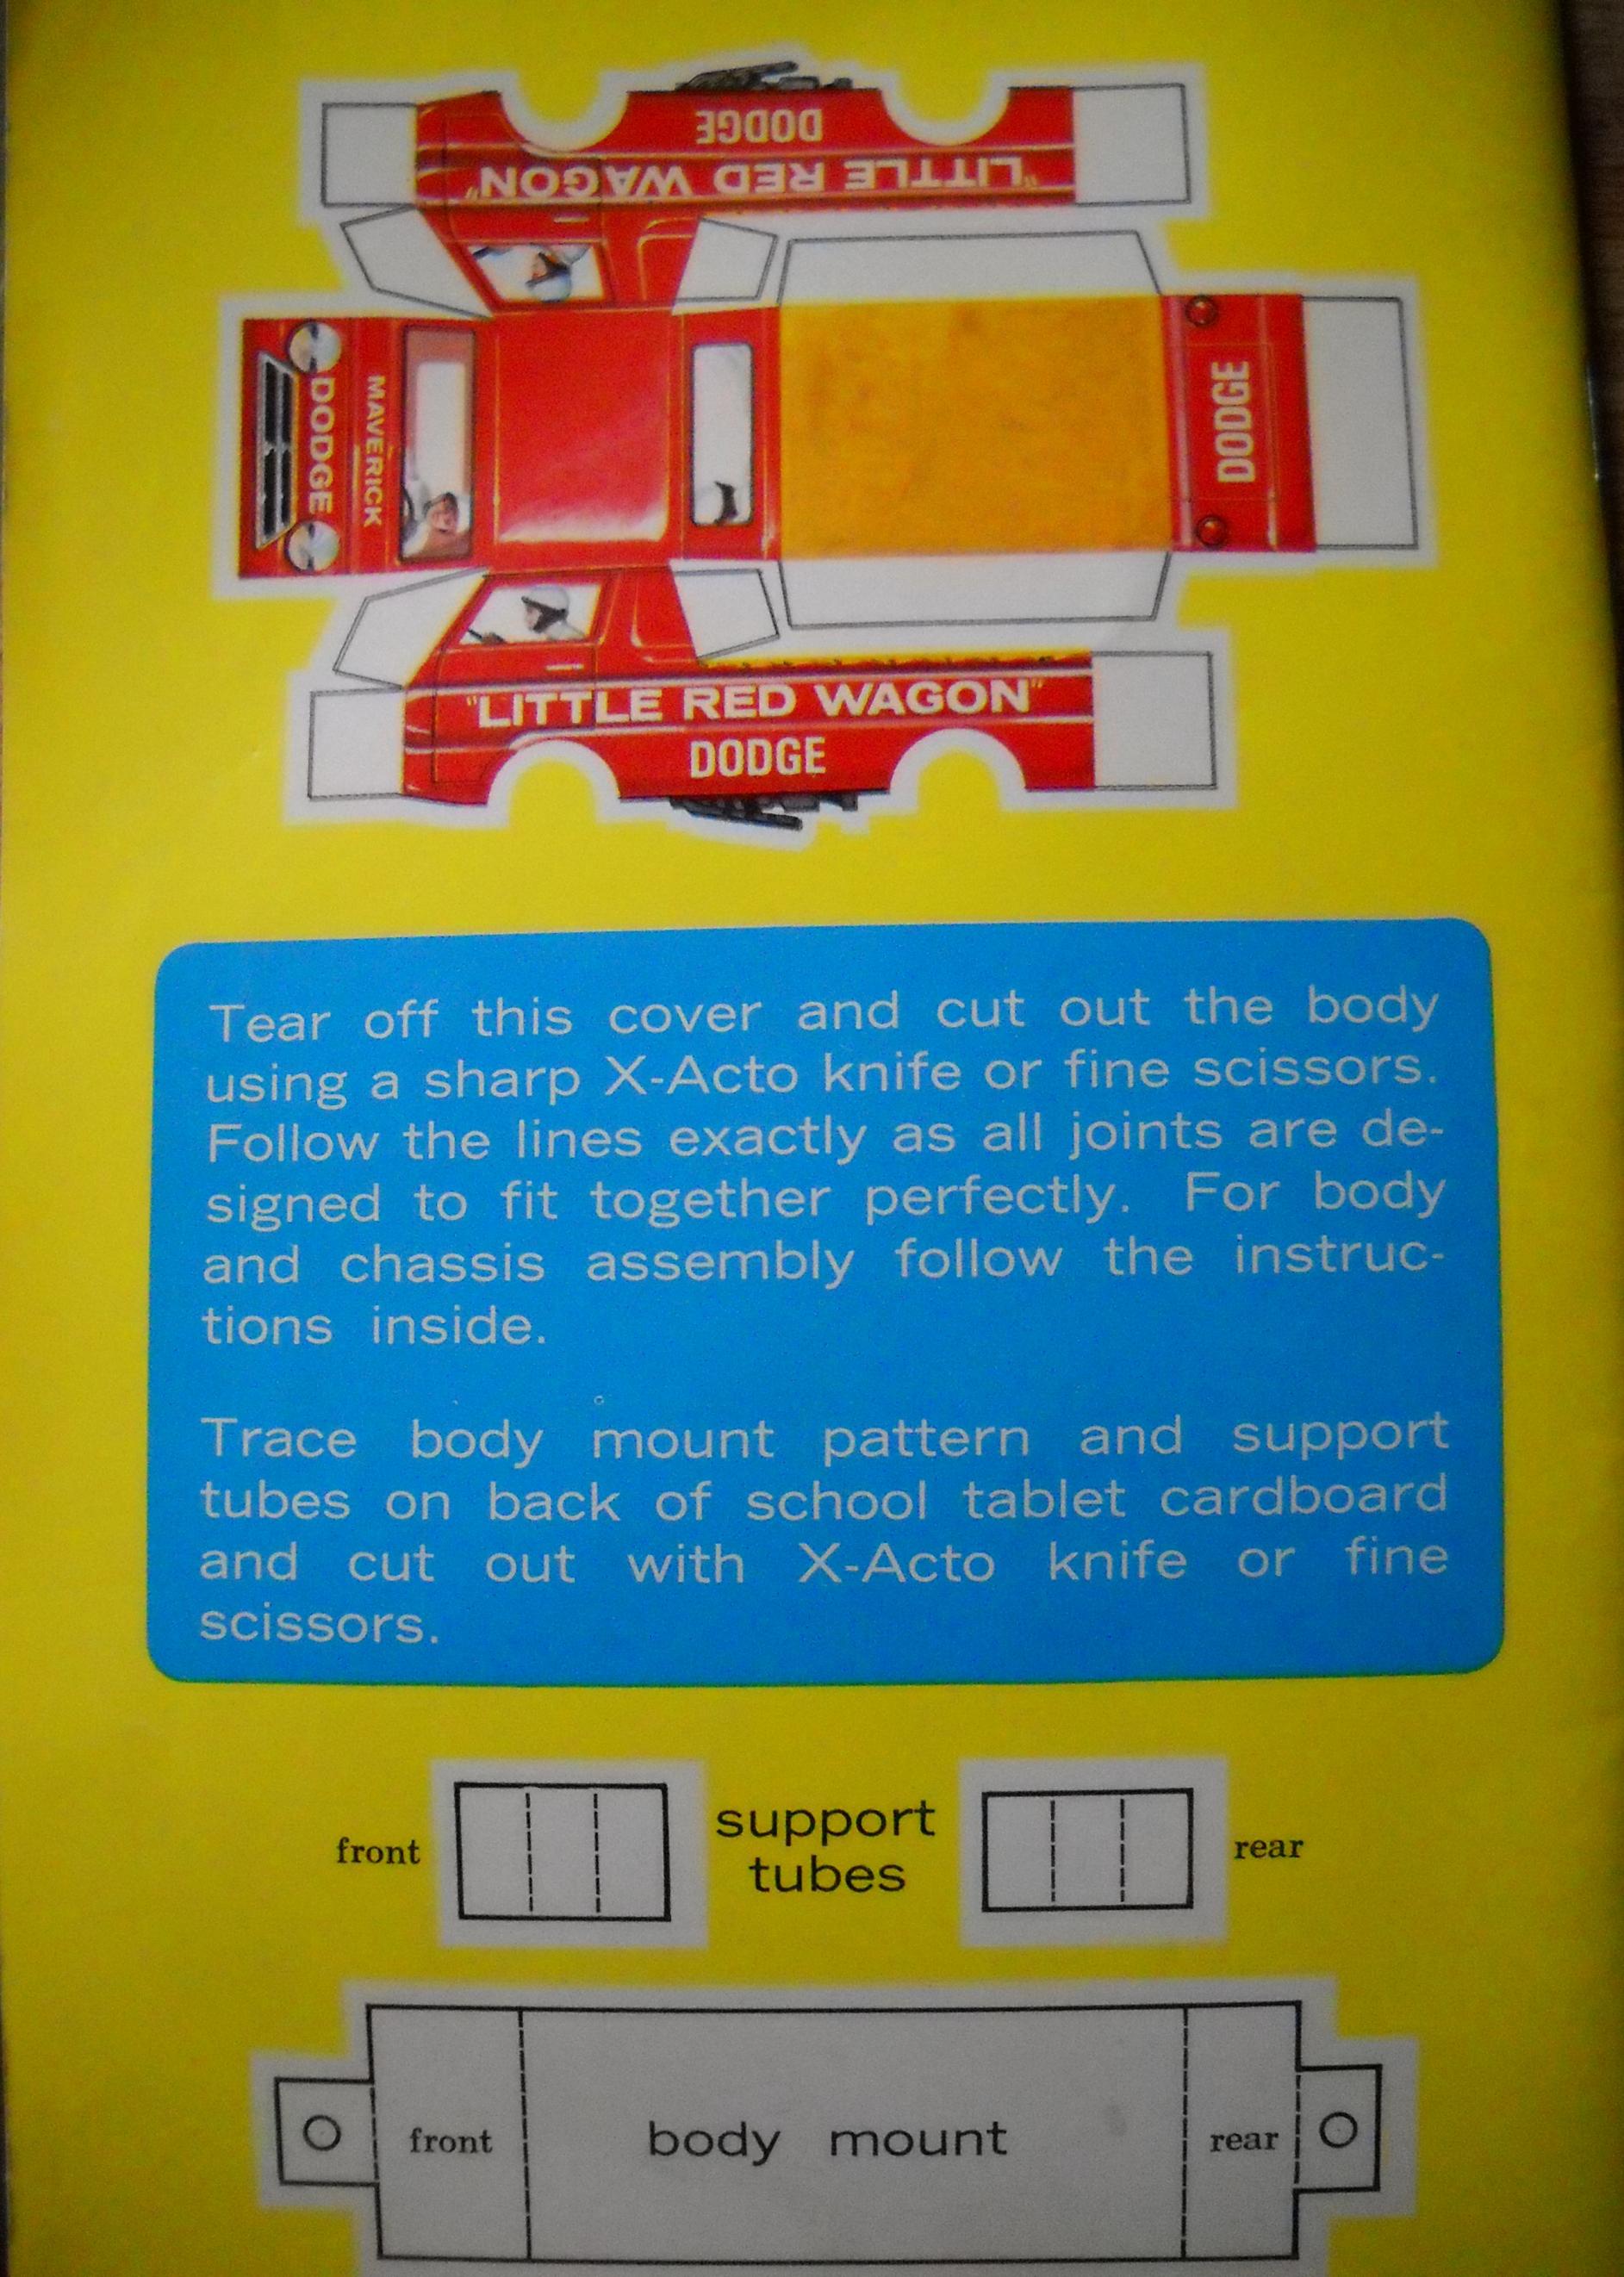 DODGE
"LITTLE RED WAGON"
DODGE
MAVERICK
DODGE
"LITTLE RED WAGON"
DODGE
Tear off this cover and cut out the body
using a sharp X-Acto knife or fine scissors.
Follow the lines exactly as all joints are de-
signed to fit together perfectly. For body
and chassis assembly follow the instruc-
tions inside.
Trace body mount pattern and support
tubes on back of school tablet cardboard
and cut out with X-Acto knife or fine
scissors.
front
support
tubes
rear
front
body mount
rear